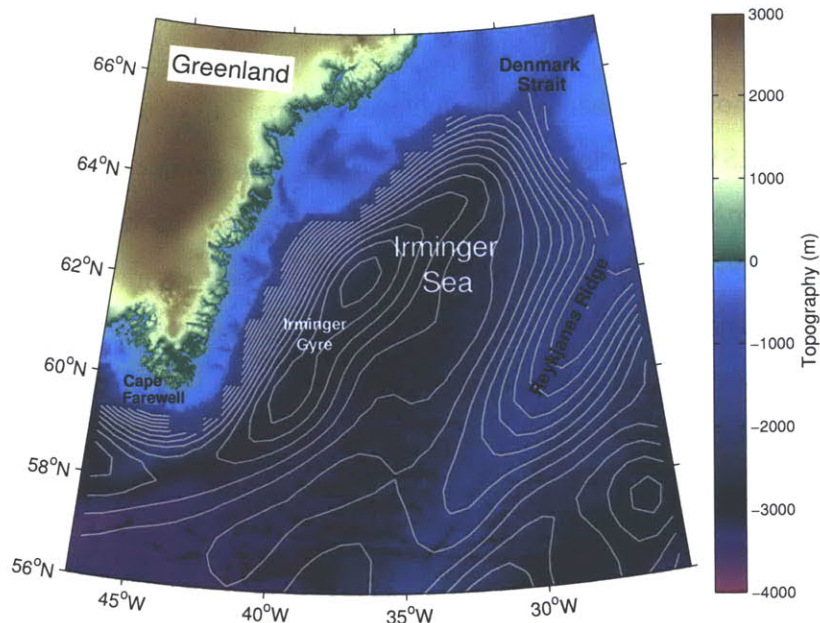 Greenland
Denmark
Strait
Irminger
Sea
Irminger
Gyre
Reykjanes Ridge
Cape
Farewell
66°N
64°N
62°N
60°N
58°N
56°N
45°W
40°W
35°W
30°W
3000
2000
1000
0
−1000
−2000
−3000
−4000
Topography (m)